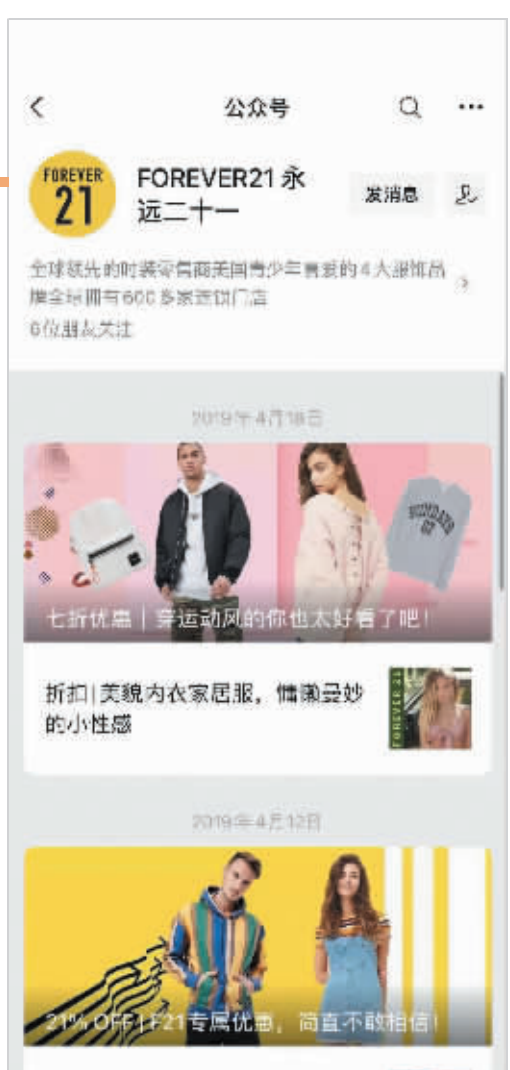 公众号
FOREVER
21
FOREVER21 永
远二十一
发消息
全球领先的时装零售商美国青少年喜爱的4大服饰品
牌全球拥有600多家连锁门店
6位朋友关注
2019年4月18日
七折优惠｜穿运动风的你也太好看了吧！
折扣|美貌内衣家居服，慵懒曼妙
的小性感
FOREVER 21
2019年4月12日
21% OFF | F21专属优惠，简直不敢相信！